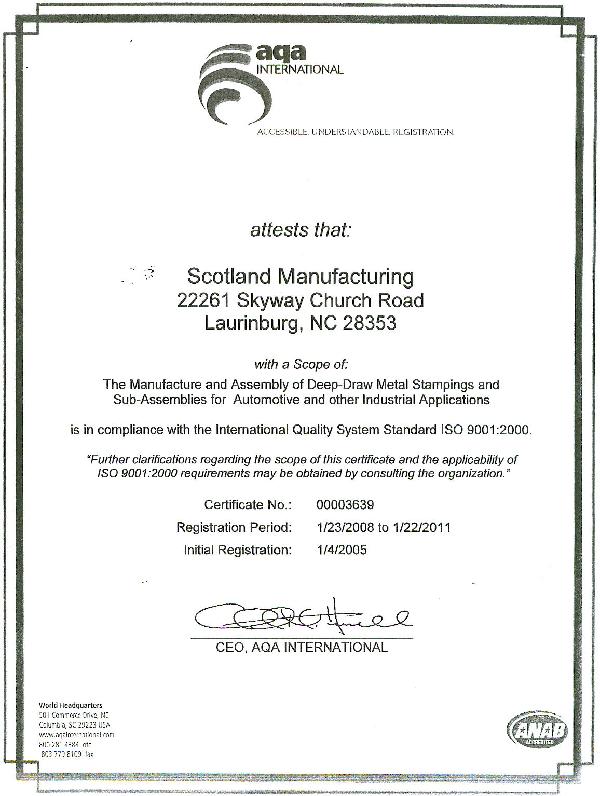 aqa
INTERNATIONAL
ACCESSIBLE. UNDERSTANDABLE. REGISTRATION.
attests that:
Scotland Manufacturing
22261 Skyway Church Road
Laurinburg, NC 28353
with a Scope of:
The Manufacture and Assembly of Deep-Draw Metal Stampings and
Sub-Assemblies for Automotive and other Industrial Applications
is in compliance with the International Quality System Standard ISO 9001:2000.
"Further clarifications regarding the scope of this certificate and the applicability of
ISO 9001:2000 requirements may be obtained by consulting the organization."
Certificate No.: 00003639
Registration Period: 1/23/2008 to 1/22/2011
Initial Registration: 1/4/2005
CEO, AQA INTERNATIONAL
World Headquarters
501 Commerce Drive, NE
Columbia, SC 29223 USA
www.aqainternational.com
803 779 8109 fax
ANAB